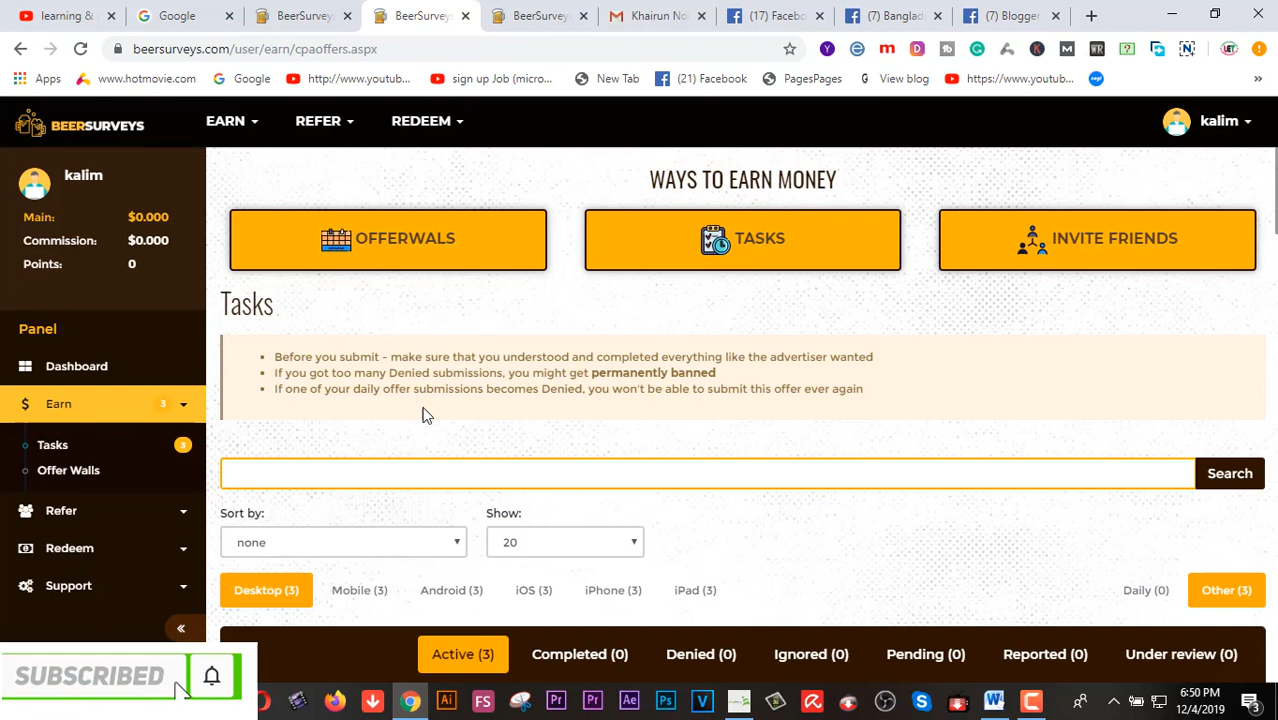 learning &
Google
BeerSurvey
BeerSurvey
BeerSurvey
Khairun No
(17) Facebo
(7) Banglad
(7) Blogger
beersurveys.com/user/earn/cpaoffers.aspx
Apps
www.hotmovie.com
Google
http://www.youtub...
sign up Job (micro...
New Tab
(21) Facebook
PagesPages
View blog
https://www.youtub...
BEERSURVEYS
EARN
REFER
REDEEM
kalim
kalim
Main: $0.000
Commission: $0.000
Points: 0
Panel
Dashboard
Earn 3
Tasks 3
Offer Walls
Refer
Redeem
Support
WAYS TO EARN MONEY
OFFERWALS
TASKS
INVITE FRIENDS
Tasks
Before you submit - make sure that you understood and completed everything like the advertiser wanted
If you got too many Denied submissions, you might get permanently banned
If one of your daily offer submissions becomes Denied, you won't be able to submit this offer ever again
Search
Sort by: Show:
none 20
Desktop (3) Mobile (3) Android (3) iOS (3) iPhone (3) iPad (3) Daily (0) Other (3)
Active (3) Completed (0) Denied (0) Ignored (0) Pending (0) Reported (0) Under review (0)
SUBSCRIBED
6:50 PM
12/4/2019